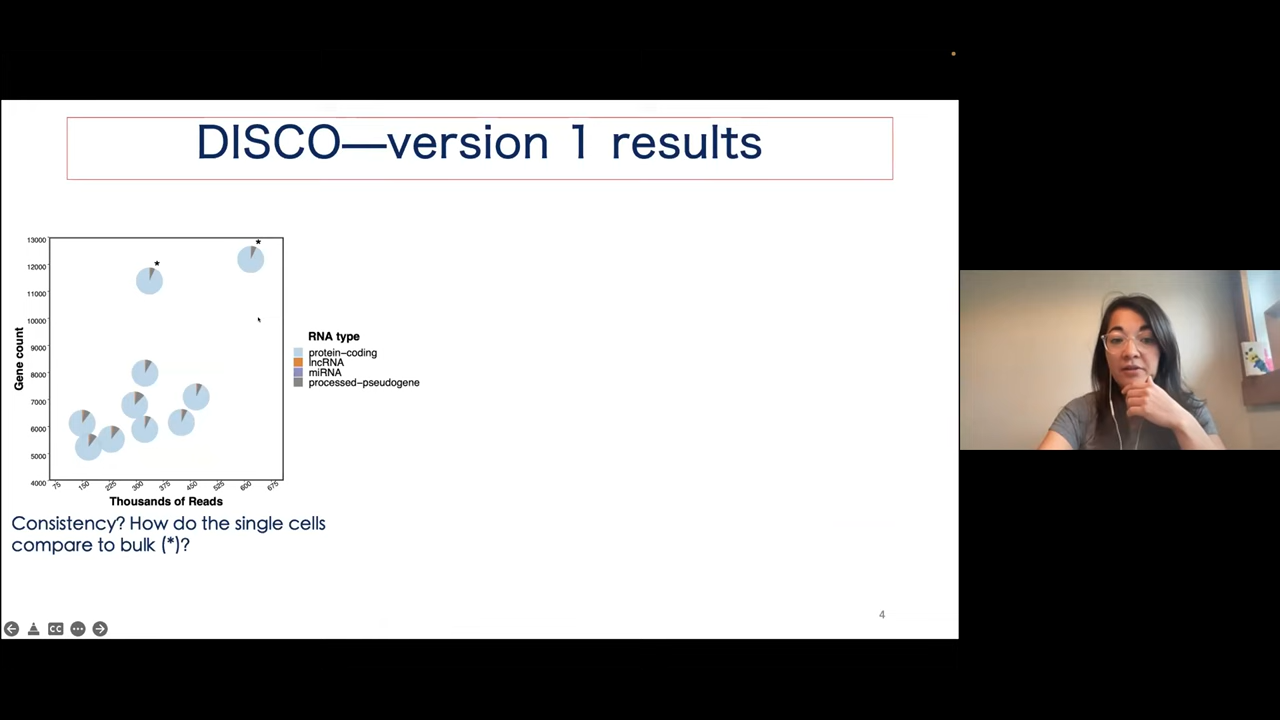 DISCO—version 1 results
13000
12000
11000
10000
9000
8000
7000
6000
5000
4000
Gene count
75 150 225 300 375 450 525 600 675
Thousands of Reads
*
*
RNA type
protein-coding
lncRNA
miRNA
processed-pseudogene
Consistency? How do the single cells
compare to bulk (*)?
4
CC